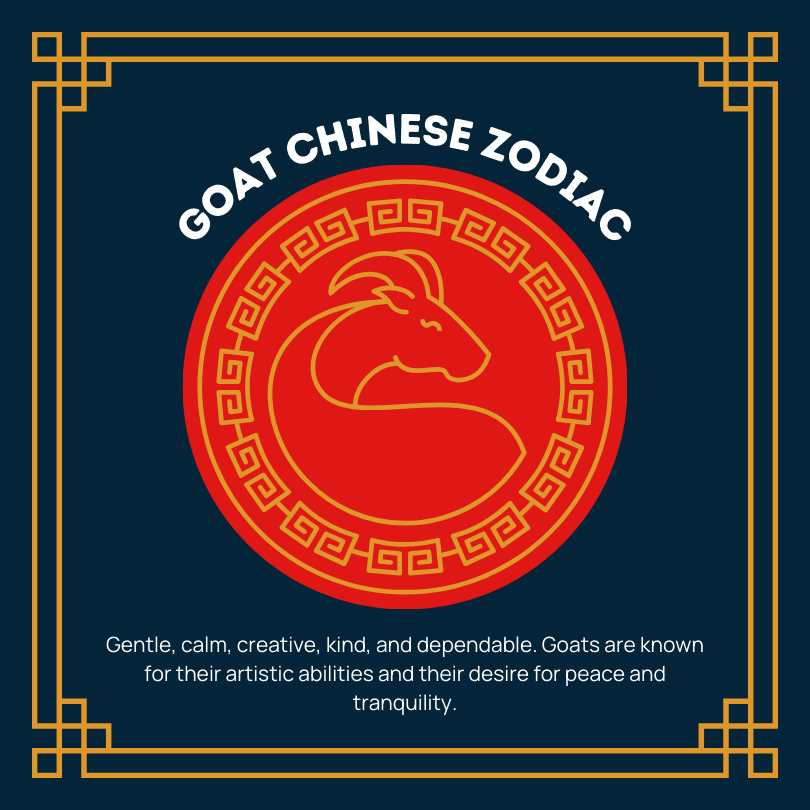 GOAT CHINESE ZODIAC
Gentle, calm, creative, kind, and dependable. Goats are known
for their artistic abilities and their desire for peace and
tranquility.